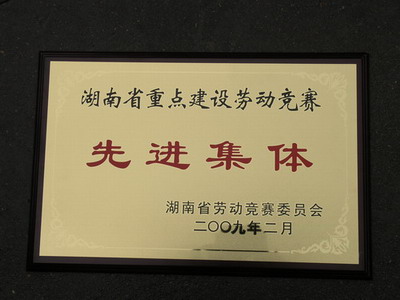 湖南省重点建设劳动竞赛
先进集体
湖南省劳动竞赛委员会
二〇〇九年二月